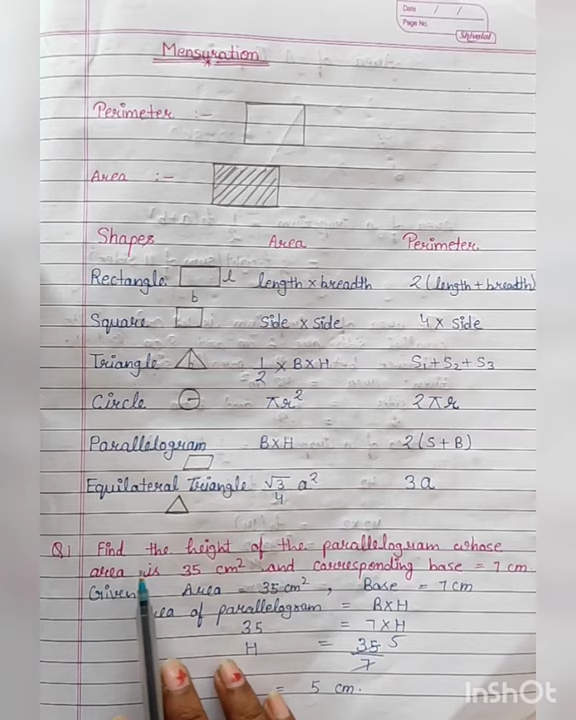 Date / /
Page No.
Shivalal
Mensuration
Perimeter :-
Area :-
Shapes Area Perimeter
Rectangle l length × breadth 2 (length + breadth)
b
Square side × side 4 × side
Triangle h 1/2 × B×H S1 + S2 + S3
Circle πr² 2πr
Parallelogram B×H 2(S+B)
Equilateral Triangle √3/4 a² 3a
Q1 Find the height of the parallelogram whose
area is 35 cm² and corresponding base = 7 cm
Given Area = 35 cm², Base = 7 cm
of parallelogram = B×H
35 = 7×H
H = 35/7 5
= 5 cm.
InShOt